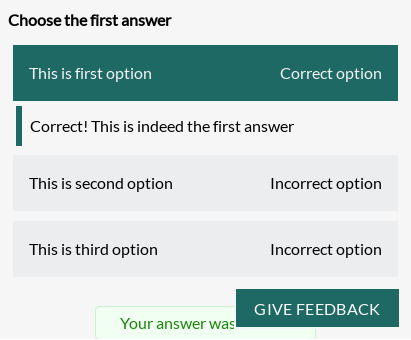 Choose the first answer
This is first option Correct option
Correct! This is indeed the first answer
This is second option Incorrect option
This is third option Incorrect option
GIVE FEEDBACK
Your answer was